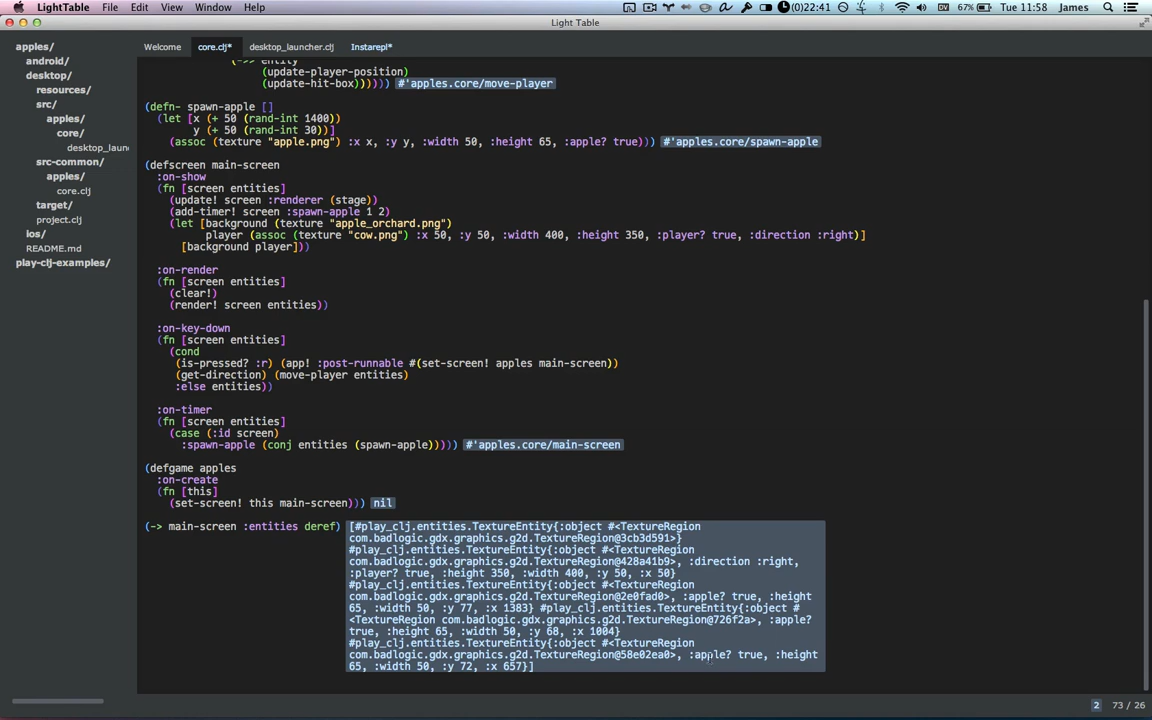 LightTable File Edit View Window Help (0)22:41 DV 67% Tue 11:58 James
Light Table
apples/
android/
desktop/
resources/
src/
apples/
core/
desktop_laun
src-common/
apples/
core.clj
target/
project.clj
ios/
README.md
play-clj-examples/
Welcome core.clj* desktop_launcher.clj Instarepl*
(->> entity
(update-player-position)
(update-hit-box)))))) #'apples.core/move-player
(defn- spawn-apple []
(let [x (+ 50 (rand-int 1400))
y (+ 50 (rand-int 30))]
(assoc (texture "apple.png") :x x, :y y, :width 50, :height 65, :apple? true))) #'apples.core/spawn-apple
(defscreen main-screen
:on-show
(fn [screen entities]
(update! screen :renderer (stage))
(add-timer! screen :spawn-apple 1 2)
(let [background (texture "apple_orchard.png")
player (assoc (texture "cow.png") :x 50, :y 50, :width 400, :height 350, :player? true, :direction :right)]
[background player]))
:on-render
(fn [screen entities]
(clear!)
(render! screen entities))
:on-key-down
(fn [screen entities]
(cond
(is-pressed? :r) (app! :post-runnable #(set-screen! apples main-screen))
(get-direction) (move-player entities)
:else entities))
:on-timer
(fn [screen entities]
(case (:id screen)
:spawn-apple (conj entities (spawn-apple))))) #'apples.core/main-screen
(defgame apples
:on-create
(fn [this]
(set-screen! this main-screen))) nil
(-> main-screen :entities deref) [#play_clj.entities.TextureEntity{:object #<TextureRegion
com.badlogic.gdx.graphics.g2d.TextureRegion@3cb3d591>}
#play_clj.entities.TextureEntity{:object #<TextureRegion
com.badlogic.gdx.graphics.g2d.TextureRegion@428a41b9>, :direction :right,
:player? true, :height 350, :width 400, :y 50, :x 50}
#play_clj.entities.TextureEntity{:object #<TextureRegion
com.badlogic.gdx.graphics.g2d.TextureRegion@2e0fad0>, :apple? true, :height
65, :width 50, :y 77, :x 1383} #play_clj.entities.TextureEntity{:object #
<TextureRegion com.badlogic.gdx.graphics.g2d.TextureRegion@726f2a>, :apple?
true, :height 65, :width 50, :y 68, :x 1004}
#play_clj.entities.TextureEntity{:object #<TextureRegion
com.badlogic.gdx.graphics.g2d.TextureRegion@58e02ea0>, :apple? true, :height
65, :width 50, :y 72, :x 657}]
2 73 / 26